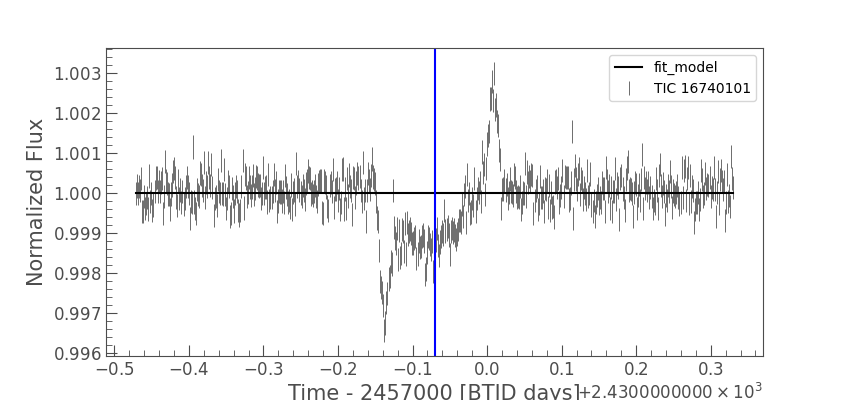 fit_model
TIC 16740101
1.003
1.002
1.001
1.000
0.999
0.998
0.997
0.996
Normalized Flux
−0.5 −0.4 −0.3 −0.2 −0.1 0.0 0.1 0.2 0.3
Time - 2457000 [BTJD days]
+2.4300000000 × 10³